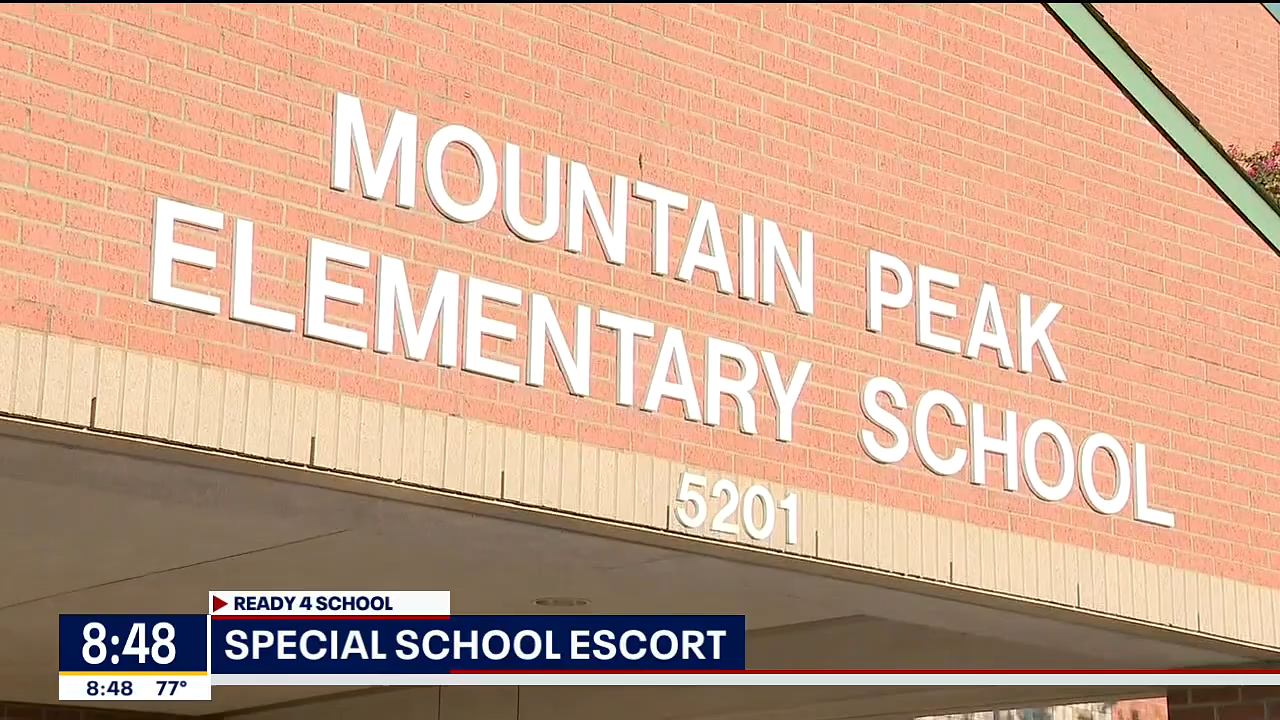 MOUNTAIN PEAK
ELEMENTARY SCHOOL
5201
READY 4 SCHOOL
8:48
SPECIAL SCHOOL ESCORT
8:48 77°